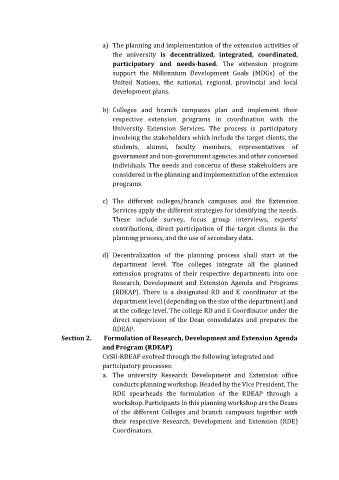 a) The planning and implementation of the extension activities of
the university is decentralized, integrated, coordinated,
participatory and needs-based. The extension program
support the Millennium Development Goals (MDGs) of the
United Nations, the national, regional, provincial and local
development plans.
b) Colleges and branch campuses plan and implement their
respective extension programs in coordination with the
University Extension Services. The process is participatory
involving the stakeholders which include the target clients, the
students, alumni, faculty members, representatives of
government and non-government agencies and other concerned
individuals. The needs and concerns of these stakeholders are
considered in the planning and implementation of the extension
programs.
c) The different colleges/branch campuses and the Extension
Services apply the different strategies for identifying the needs.
These include survey, focus group interviews, experts'
contributions, direct participation of the target clients in the
planning process, and the use of secondary data.
d) Decentralization of the planning process shall start at the
department level. The colleges integrate all the planned
extension programs of their respective departments into one
Research, Development and Extension Agenda and Programs
(RDEAP). There is a designated RD and E coordinator at the
department level (depending on the size of the department) and
at the college level. The college RD and E Coordinator under the
direct supervision of the Dean consolidates and prepares the
RDEAP.
Section 2. Formulation of Research, Development and Extension Agenda
and Program (RDEAP)
CvSU-RDEAP evolved through the following integrated and
participatory processes:
a. The university Research Development and Extension office
conducts planning workshop. Headed by the Vice President, The
RDE spearheads the formulation of the RDEAP through a
workshop. Participants in this planning workshop are the Deans
of the different Colleges and branch campuses together with
their respective Research, Development and Extension (RDE)
Coordinators.